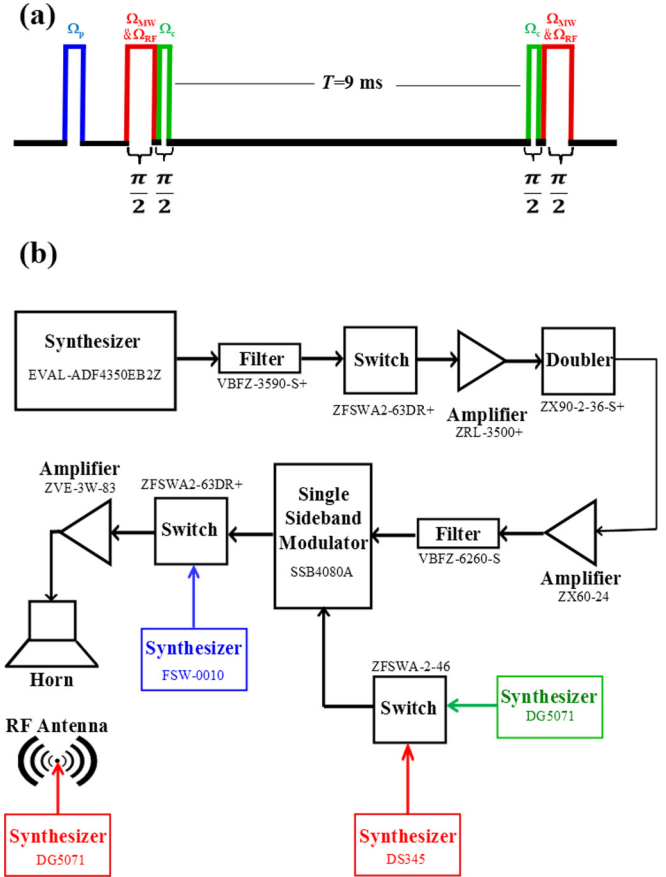 (a)
Ωp
ΩMW
&ΩRF
Ωc
Ωc
ΩMW
&ΩRF
T=9 ms
π
2
π
2
π
2
π
2
(b)
Synthesizer
EVAL-ADF4350EB2Z
Filter
VBFZ-3590-S+
Switch
ZFSWA2-63DR+
Amplifier
ZRL-3500+
Doubler
ZX90-2-36-S+
Amplifier
ZVE-3W-83
ZFSWA2-63DR+
Switch
Single
Sideband
Modulator
SSB4080A
Filter
VBFZ-6260-S
Amplifier
ZX60-24
Horn
Synthesizer
FSW-0010
ZFSWA-2-46
Switch
Synthesizer
DG5071
RF Antenna
Synthesizer
DG5071
Synthesizer
DS345